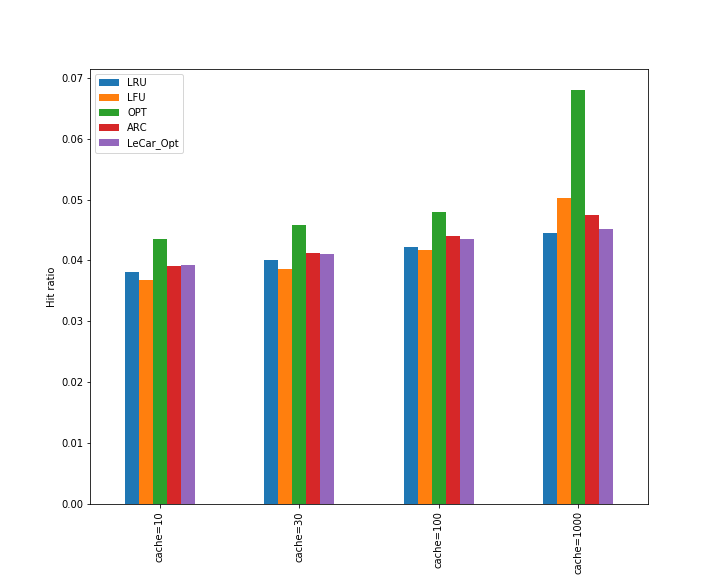 LRU
LFU
OPT
ARC
LeCar_Opt
Hit ratio
0.07
0.06
0.05
0.04
0.03
0.02
0.01
0.00
cache=10
cache=30
cache=100
cache=1000